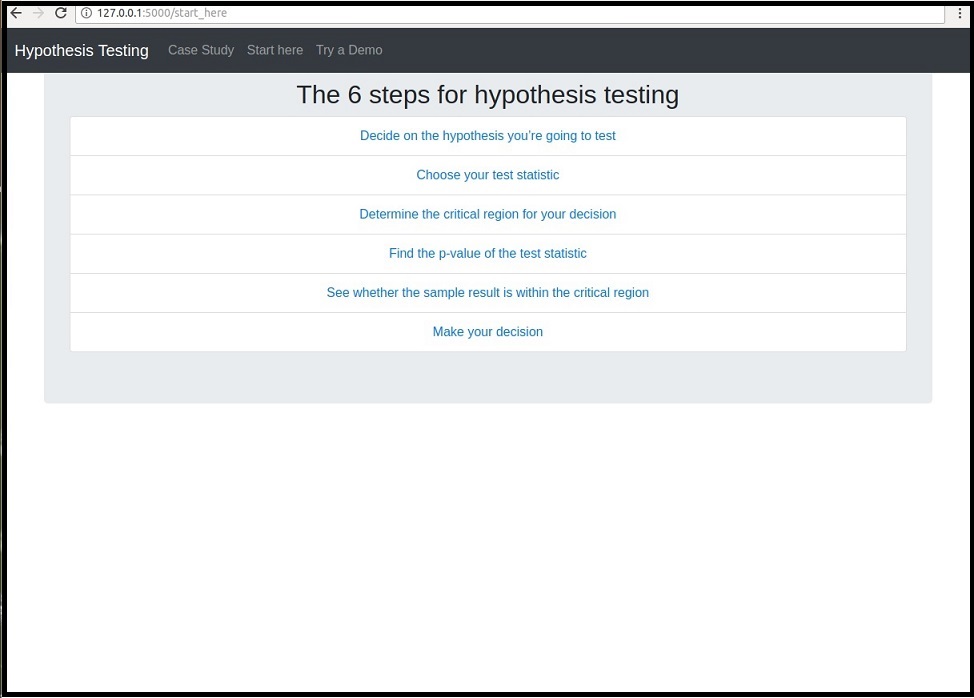 127.0.0.1:5000/start_here
Hypothesis Testing Case Study Start here Try a Demo
The 6 steps for hypothesis testing
Decide on the hypothesis you’re going to test
Choose your test statistic
Determine the critical region for your decision
Find the p-value of the test statistic
See whether the sample result is within the critical region
Make your decision